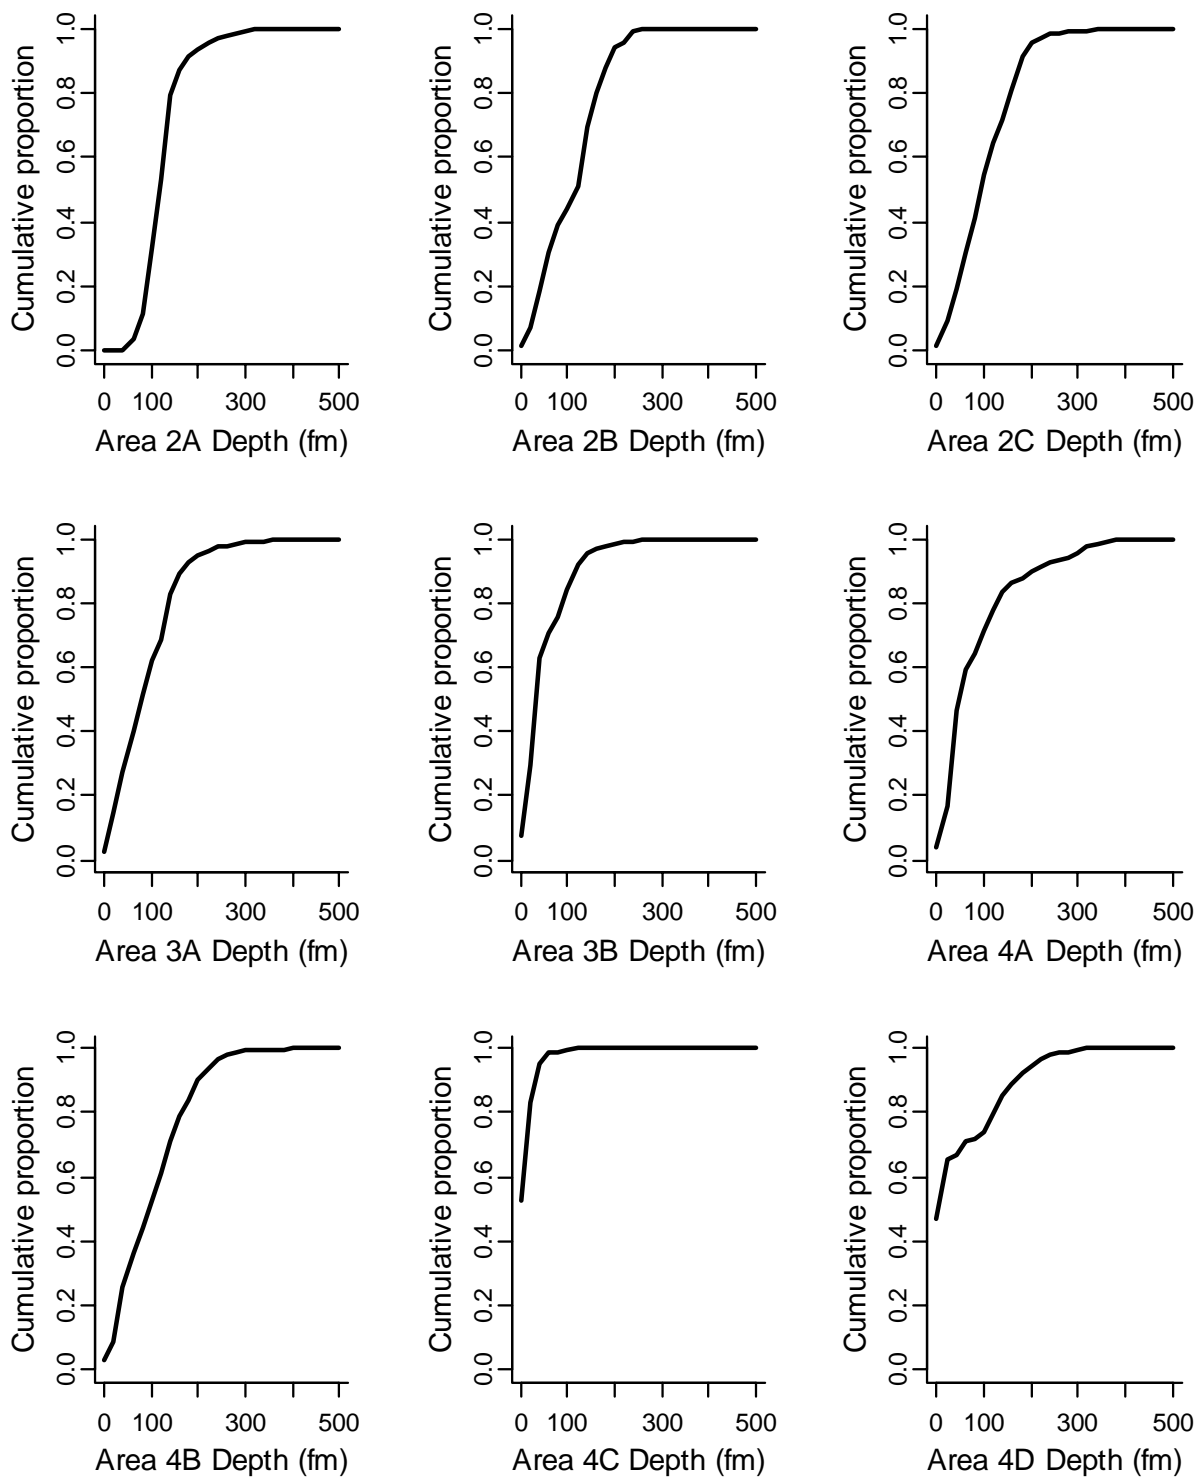 Cumulative proportion
0.0 0.2 0.4 0.6 0.8 1.0
0 100 300 500
Area 2A Depth (fm)
Cumulative proportion
0.0 0.2 0.4 0.6 0.8 1.0
0 100 300 500
Area 2B Depth (fm)
Cumulative proportion
0.0 0.2 0.4 0.6 0.8 1.0
0 100 300 500
Area 2C Depth (fm)
Cumulative proportion
0.0 0.2 0.4 0.6 0.8 1.0
0 100 300 500
Area 3A Depth (fm)
Cumulative proportion
0.0 0.2 0.4 0.6 0.8 1.0
0 100 300 500
Area 3B Depth (fm)
Cumulative proportion
0.0 0.2 0.4 0.6 0.8 1.0
0 100 300 500
Area 4A Depth (fm)
Cumulative proportion
0.0 0.2 0.4 0.6 0.8 1.0
0 100 300 500
Area 4B Depth (fm)
Cumulative proportion
0.0 0.2 0.4 0.6 0.8 1.0
0 100 300 500
Area 4C Depth (fm)
Cumulative proportion
0.0 0.2 0.4 0.6 0.8 1.0
0 100 300 500
Area 4D Depth (fm)